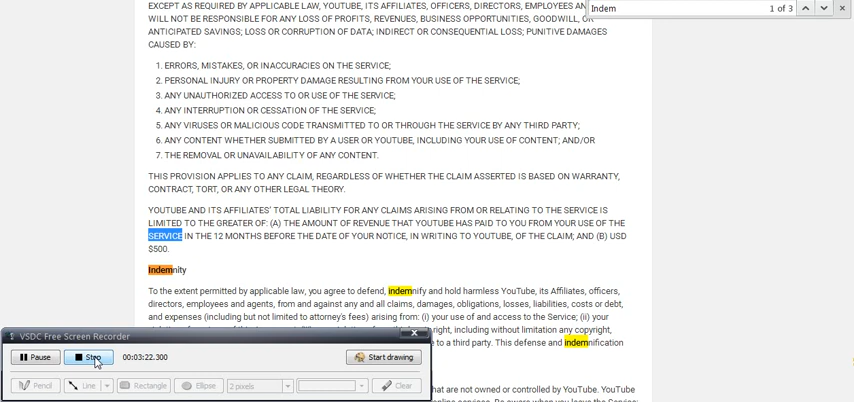 EXCEPT AS REQUIRED BY APPLICABLE LAW, YOUTUBE, ITS AFFILIATES, OFFICERS, DIRECTORS, EMPLOYEES AN
Indem
1 of 3
WILL NOT BE RESPONSIBLE FOR ANY LOSS OF PROFITS, REVENUES, BUSINESS OPPORTUNITIES, GOODWILL, OR
ANTICIPATED SAVINGS; LOSS OR CORRUPTION OF DATA; INDIRECT OR CONSEQUENTIAL LOSS; PUNITIVE DAMAGES
CAUSED BY:
1. ERRORS, MISTAKES, OR INACCURACIES ON THE SERVICE;
2. PERSONAL INJURY OR PROPERTY DAMAGE RESULTING FROM YOUR USE OF THE SERVICE;
3. ANY UNAUTHORIZED ACCESS TO OR USE OF THE SERVICE;
4. ANY INTERRUPTION OR CESSATION OF THE SERVICE;
5. ANY VIRUSES OR MALICIOUS CODE TRANSMITTED TO OR THROUGH THE SERVICE BY ANY THIRD PARTY;
6. ANY CONTENT WHETHER SUBMITTED BY A USER OR YOUTUBE, INCLUDING YOUR USE OF CONTENT; AND/OR
7. THE REMOVAL OR UNAVAILABILITY OF ANY CONTENT.
THIS PROVISION APPLIES TO ANY CLAIM, REGARDLESS OF WHETHER THE CLAIM ASSERTED IS BASED ON WARRANTY,
CONTRACT, TORT, OR ANY OTHER LEGAL THEORY.
YOUTUBE AND ITS AFFILIATES' TOTAL LIABILITY FOR ANY CLAIMS ARISING FROM OR RELATING TO THE SERVICE IS
LIMITED TO THE GREATER OF: (A) THE AMOUNT OF REVENUE THAT YOUTUBE HAS PAID TO YOU FROM YOUR USE OF THE
SERVICE IN THE 12 MONTHS BEFORE THE DATE OF YOUR NOTICE, IN WRITING TO YOUTUBE, OF THE CLAIM; AND (B) USD
$500.
Indemnity
To the extent permitted by applicable law, you agree to defend, indemnify and hold harmless YouTube, its Affiliates, officers,
directors, employees and agents, from and against any and all claims, damages, obligations, losses, liabilities, costs or debt,
and expenses (including but not limited to attorney's fees) arising from: (i) your use of and access to the Service; (ii) your
right, including without limitation any copyright,
e to a third party. This defense and indemnification
VSDC Free Screen Recorder
Pause
Stop
00:03:22.300
Start drawing
Pencil
Line
Rectangle
Ellipse
2 pixels
Clear
hat are not owned or controlled by YouTube. YouTube